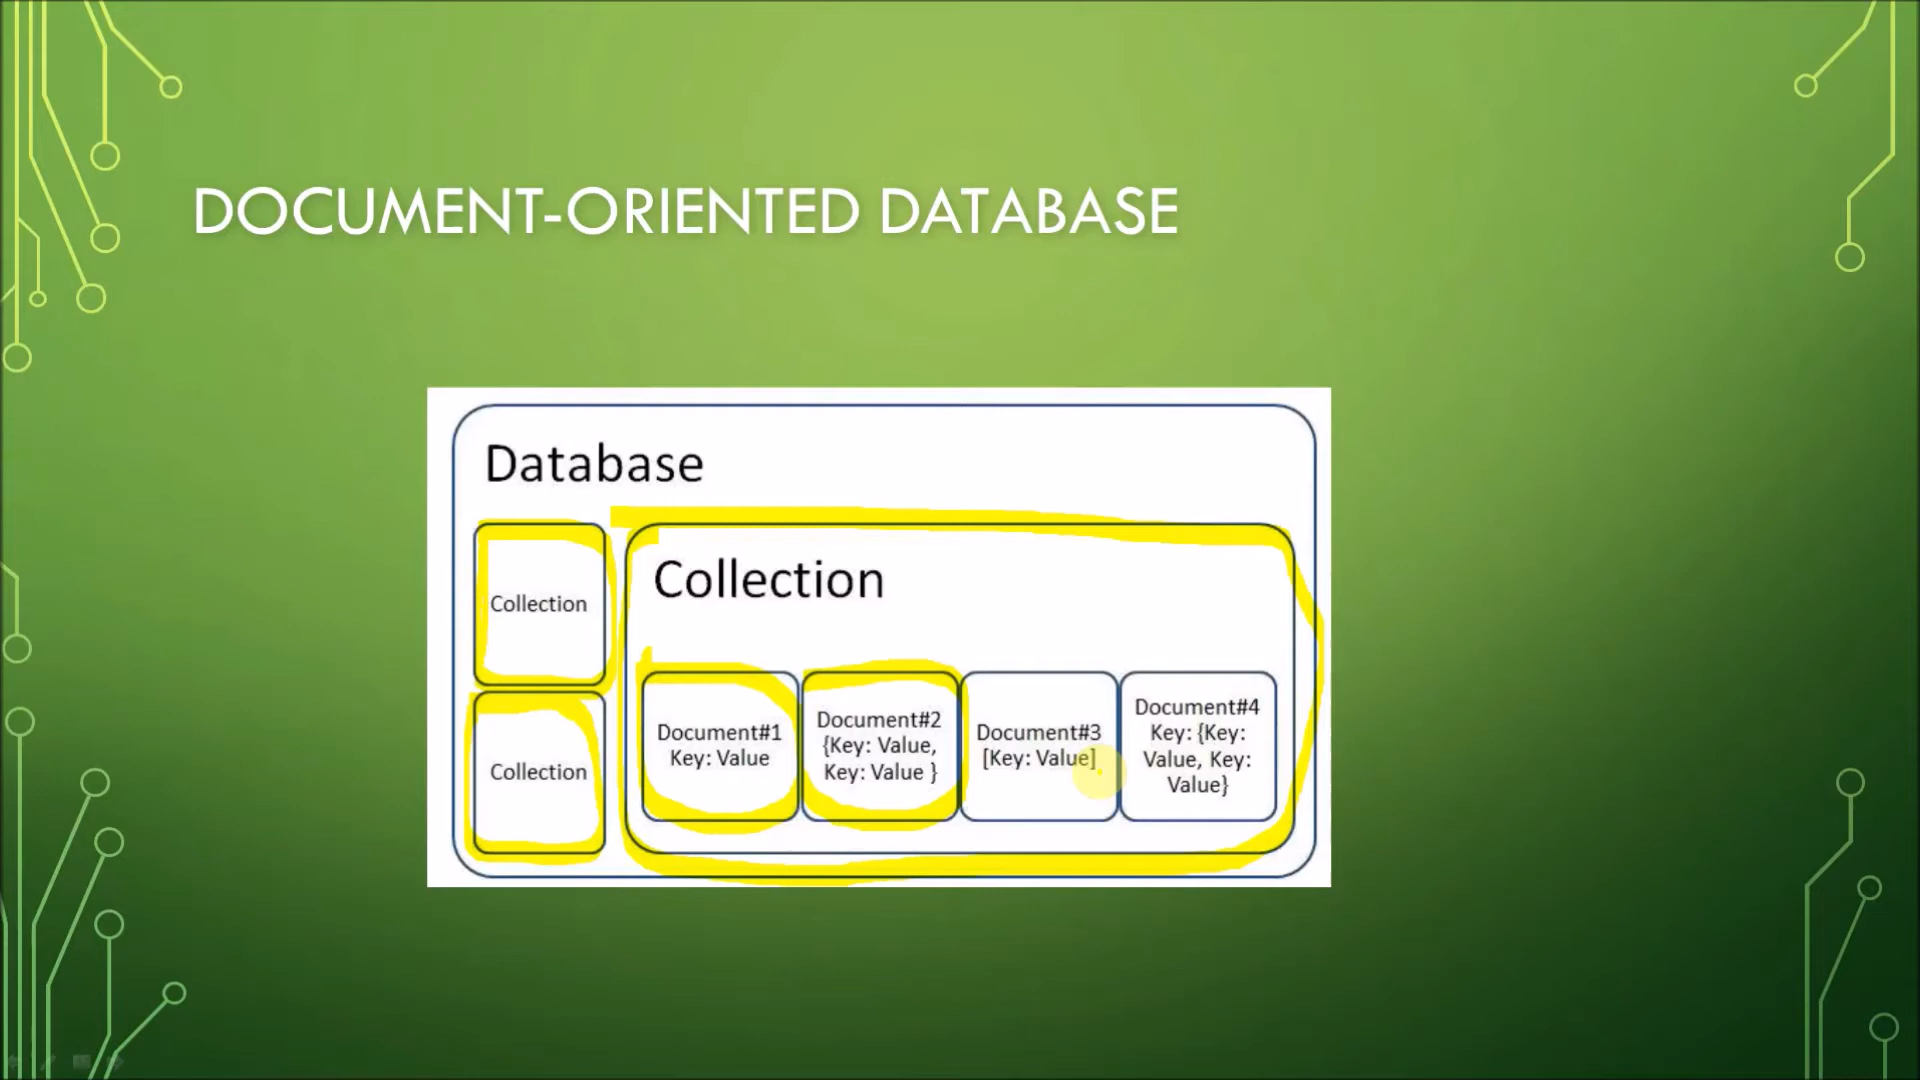 DOCUMENT-ORIENTED DATABASE
Database
Collection
Collection
Collection
Document#1
Key: Value
Document#2
{Key: Value,
Key: Value }
Document#3
[Key: Value]
Document#4
Key: {Key:
Value, Key:
Value}